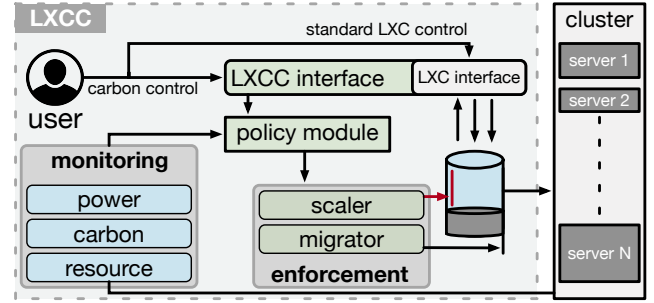 LXCC
cluster
standard LXC control
server 1
LXCC interface
LXC interface
carbon control
server 2
user
policy module
monitoring
power
scaler
carbon
migrator
server N
resource
enforcement